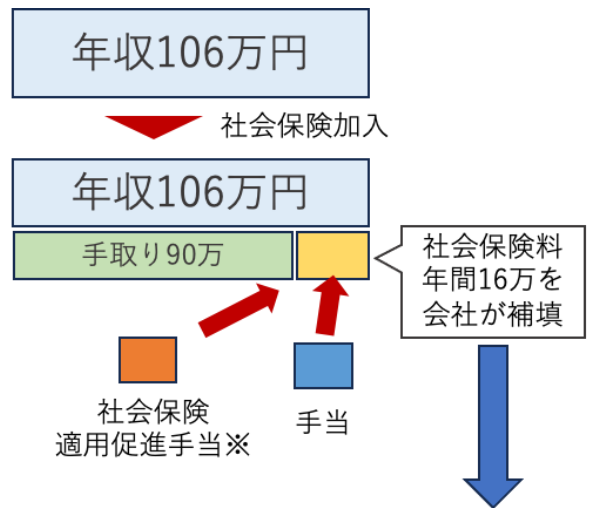 年収106万円
社会保険加入
年収106万円
手取り90万
社会保険料
年間16万を
会社が補填
社会保険
適用促進手当※
手当